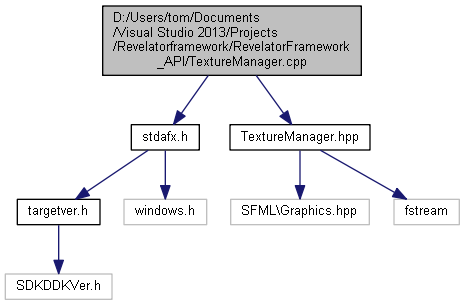 D:/Users/tom/Documents
/Visual Studio 2013/Projects
/Revelatorframework/RevelatorFramework
_API/TextureManager.cpp
stdafx.h
TextureManager.hpp
targetver.h
windows.h
SFML\Graphics.hpp
fstream
SDKDDKVer.h